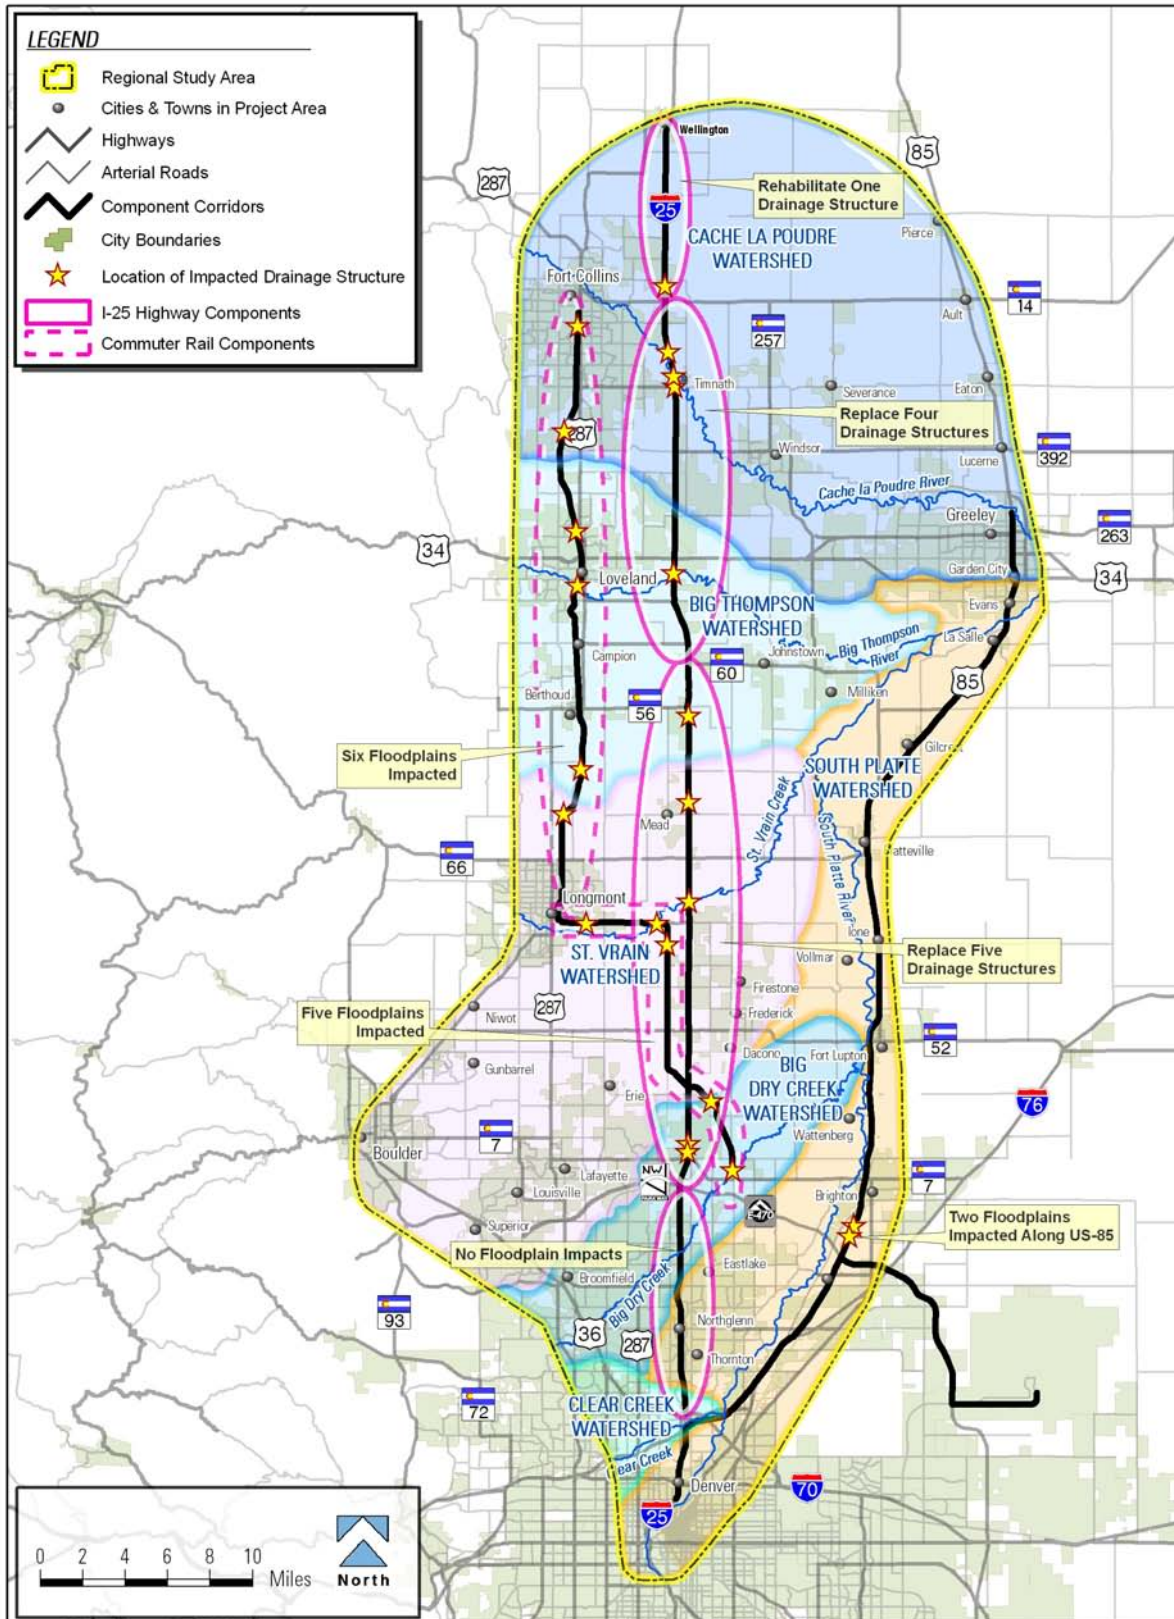 LEGEND
Regional Study Area
Cities & Towns in Project Area
Highways
Arterial Roads
Component Corridors
City Boundaries
Location of Impacted Drainage Structure
I-25 Highway Components
Commuter Rail Components
Wellington
85
287
Rehabilitate One
Drainage Structure
25
Pierce
CACHE LA POUDRE
WATERSHED
Fort Collins
14
Ault
257
Timnath
Severance
Eaton
Replace Four
Drainage Structures
287
Windsor
Lucerne
392
Cache la Poudre River
Greeley
263
34
Loveland
Garden City
34
Evans
BIG THOMPSON
WATERSHED
Big Thompson
River
La Salle
Campion
60
Johnstown
85
Berthoud
56
Milliken
Six Floodplains
Impacted
Gilcrest
SOUTH PLATTE
WATERSHED
Mead
St. Vrain Creek
South Platte River
66
Longmont
Ione
ST. VRAIN
WATERSHED
Vollmar
Replace Five
Drainage Structures
Firestone
287
Niwot
Five Floodplains
Impacted
Frederick
52
Dacono
Fort Lupton
Gunbarrel
BIG
DRY CREEK
WATERSHED
Erie
76
Wattenberg
7
Boulder
Lafayette
NW
7
Louisville
Brighton
E-470
Superior
Two Floodplains
Impacted Along US-85
No Floodplain Impacts
Eastlake
Broomfield
Big Dry Creek
93
36
287
Northglenn
Thornton
72
CLEAR CREEK
WATERSHED
Denver
70
25
0 2 4 6 8 10
Miles
North